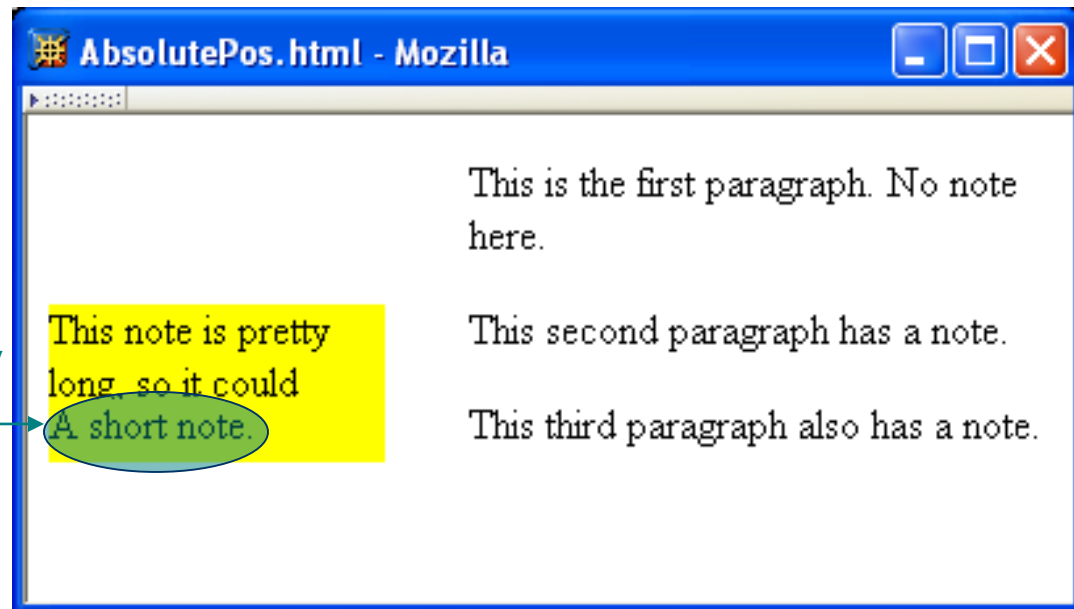 AbsolutePos.html - Mozilla
This is the first paragraph. No note
here.
This note is pretty
long, so it could
A short note.
This second paragraph has a note.
This third paragraph also has a note.